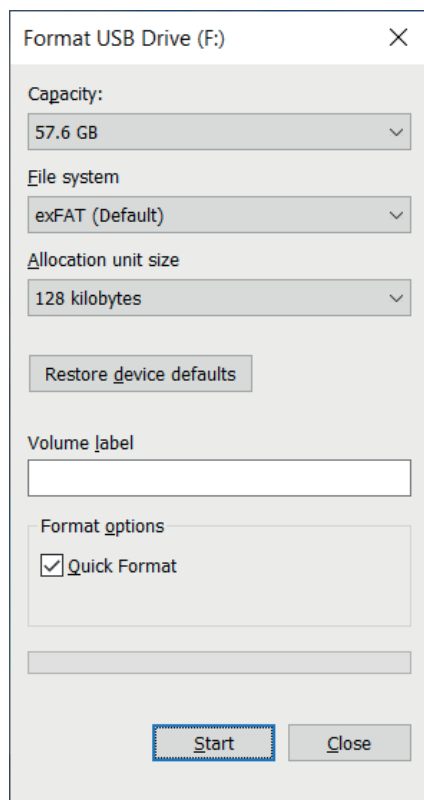 Format USB Drive (F:)
Capacity:
57.6 GB
File system
exFAT (Default)
Allocation unit size
128 kilobytes
Restore device defaults
Volume label
Format options
Quick Format
Start
Close